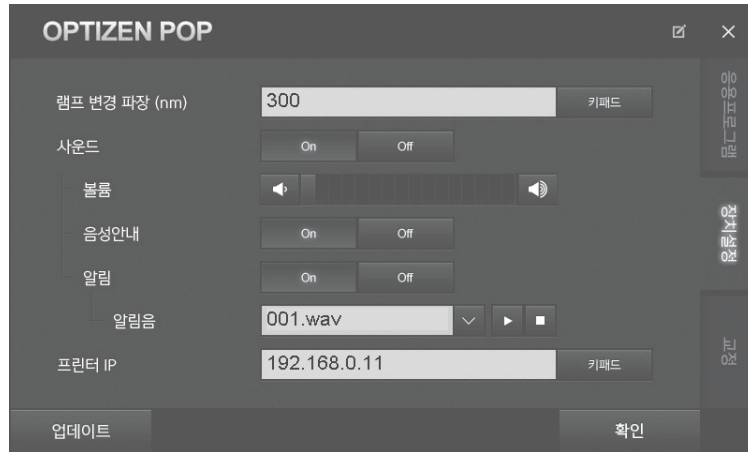 OPTIZEN POP
램프 변경 파장 (nm) 300 키패드
사운드 On Off
볼륨
음성안내 On Off
알림 On Off
알림음 001.wav
프린터 IP 192.168.0.11 키패드
업데이트 확인
응용프로그램
장치설정
교정